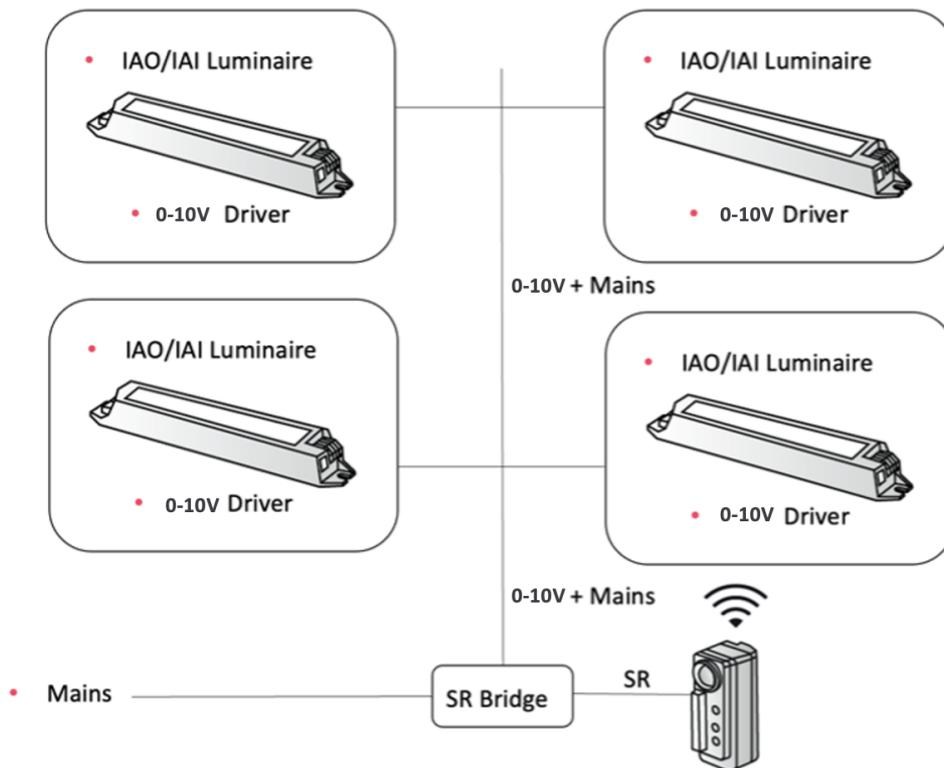 IAO/IAI Luminaire
0-10V Driver
IAO/IAI Luminaire
0-10V Driver
0-10V + Mains
IAO/IAI Luminaire
0-10V Driver
IAO/IAI Luminaire
0-10V Driver
0-10V + Mains
Mains
SR Bridge
SR